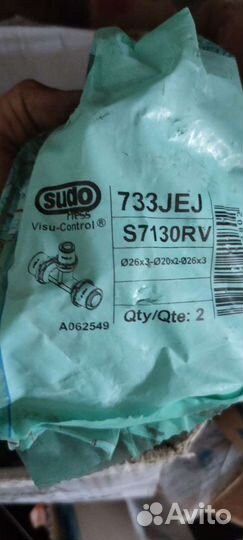 sudo
PRESS
Visu-Control®
733JEJ
S7130RV
Ø26x3-Ø20x2-Ø26x3
A062549
Qty/Qte: 2
Avito